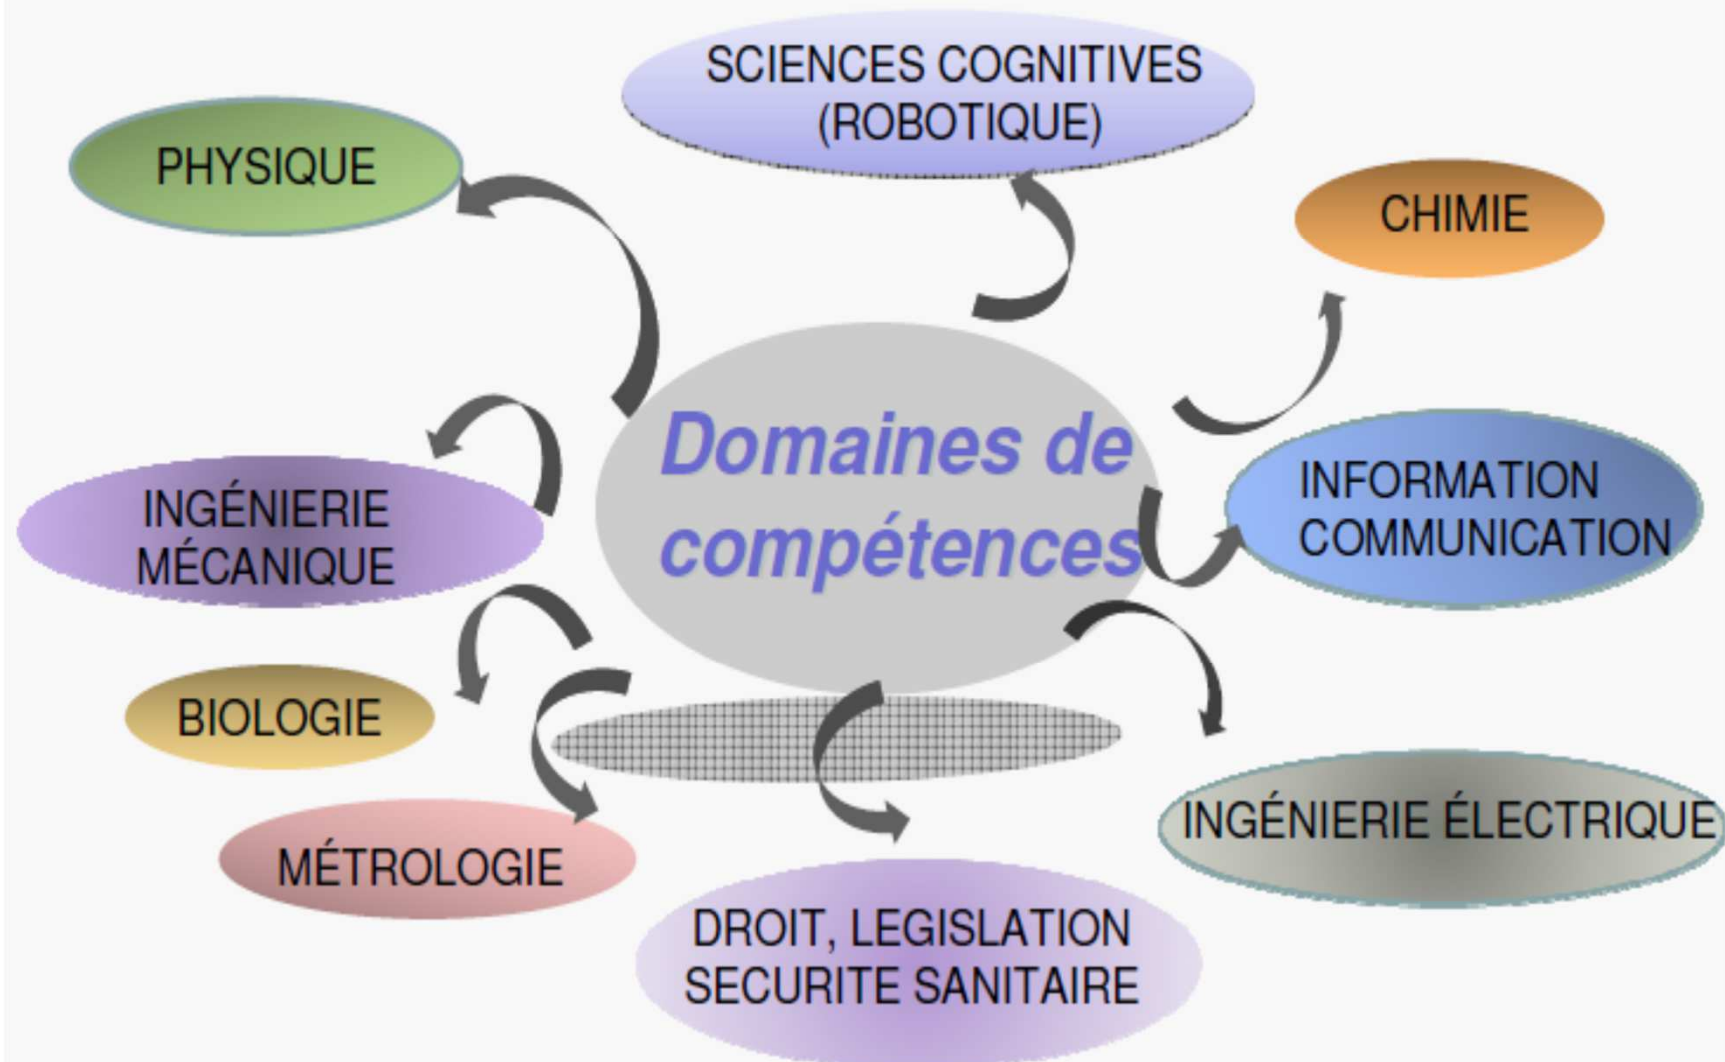 SCIENCES COGNITIVES
(ROBOTIQUE)
PHYSIQUE
CHIMIE
Domaines de
compétences
INGÉNIERIE
MÉCANIQUE
INFORMATION
COMMUNICATION
BIOLOGIE
MÉTROLOGIE
INGÉNIERIE ÉLECTRIQUE
DROIT, LEGISLATION
SECURITE SANITAIRE